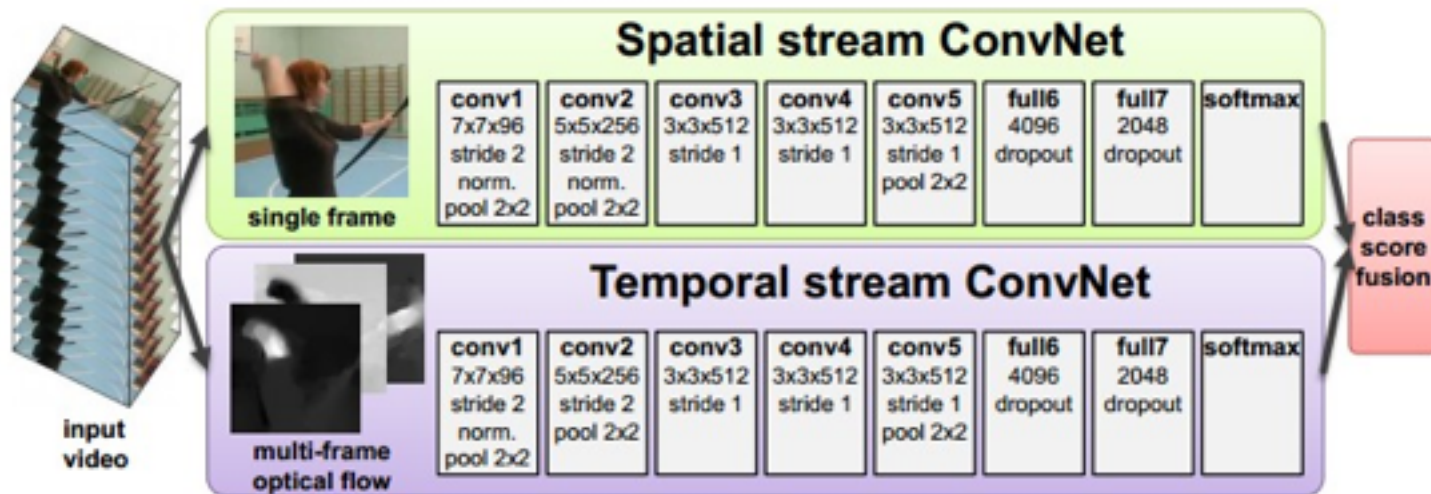 Spatial stream ConvNet
conv1
7x7x96
stride 2
norm.
pool 2x2
conv2
5x5x256
stride 2
norm.
pool 2x2
conv3
3x3x512
stride 1
conv4
3x3x512
stride 1
conv5
3x3x512
stride 1
pool 2x2
full6
4096
dropout
full7
2048
dropout
softmax
single frame
input
video
Temporal stream ConvNet
conv1
7x7x96
stride 2
norm.
pool 2x2
conv2
5x5x256
stride 2
pool 2x2
conv3
3x3x512
stride 1
conv4
3x3x512
stride 1
conv5
3x3x512
stride 1
pool 2x2
full6
4096
dropout
full7
2048
dropout
softmax
multi-frame
optical flow
class
score
fusion